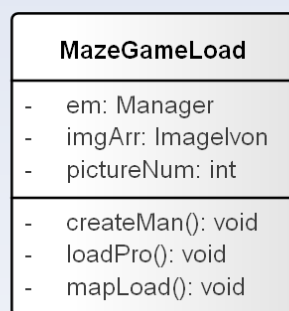 MazeGameLoad
- em: Manager
- imgArr: ImageIvon
- pictureNum: int
- createMan(): void
- loadPro(): void
- mapLoad(): void